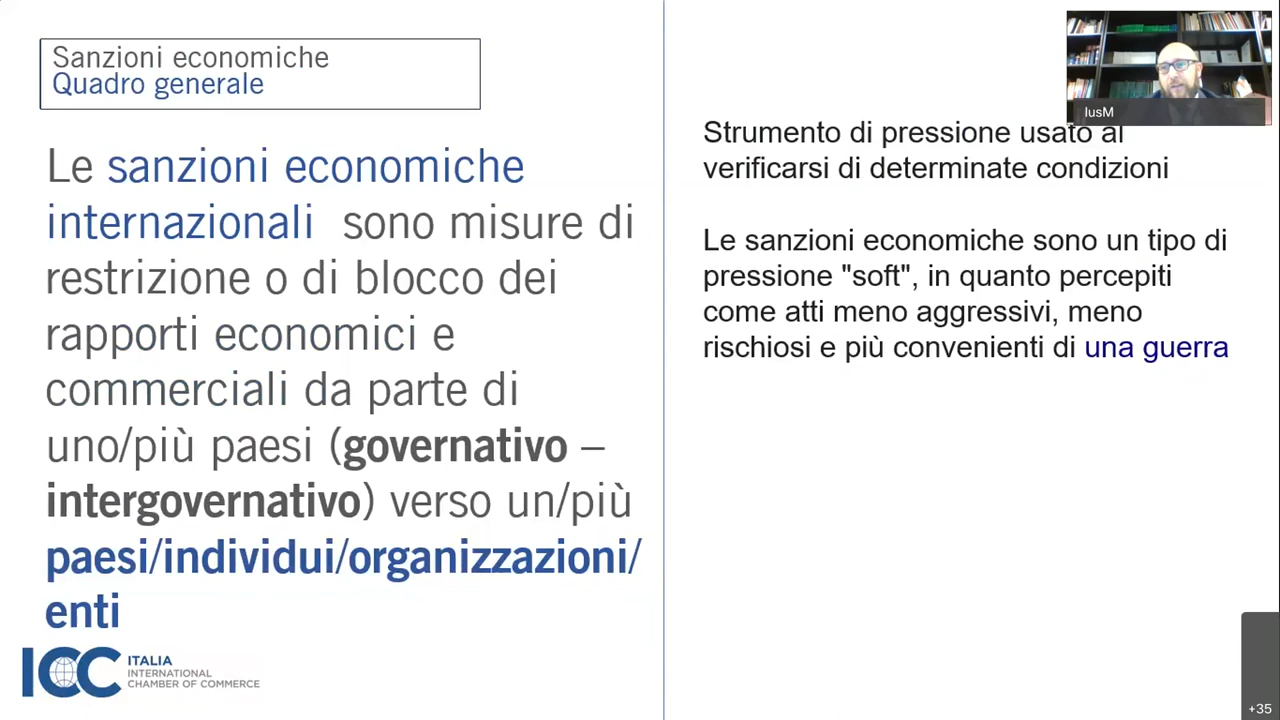 Sanzioni economiche
Quadro generale
Le sanzioni economiche
internazionali sono misure di
restrizione o di blocco dei
rapporti economici e
commerciali da parte di
uno/più paesi (governativo –
intergovernativo) verso un/più
paesi/individui/organizzazioni/
enti
ICC ITALIA
INTERNATIONAL
CHAMBER OF COMMERCE
IusM
Strumento di pressione usato al
verificarsi di determinate condizioni
Le sanzioni economiche sono un tipo di
pressione "soft", in quanto percepiti
come atti meno aggressivi, meno
rischiosi e più convenienti di una guerra
+35